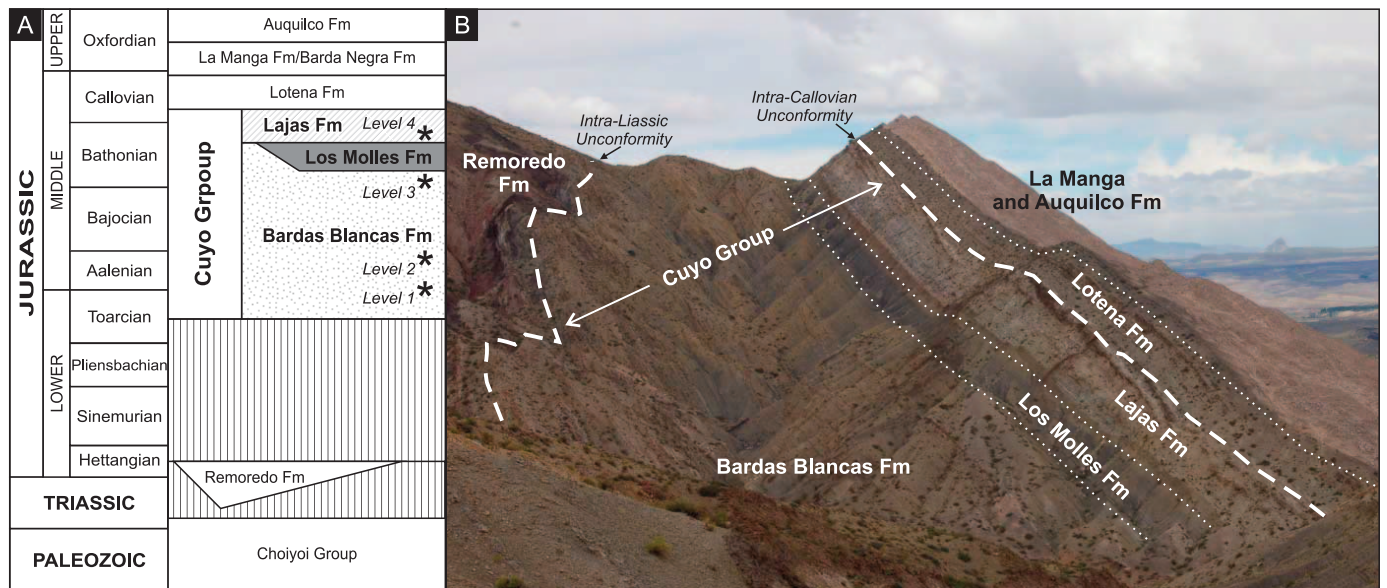 A
JURASSIC
UPPER
MIDDLE
LOWER
Oxfordian
Callovian
Bathonian
Bajocian
Aalenian
Toarcian
Pliensbachian
Sinemurian
Hettangian
TRIASSIC
PALEOZOIC
Auquilco Fm
La Manga Fm/Barda Negra Fm
Lotena Fm
Cuyo Grpoup
Lajas Fm
Level 4 *
Los Molles Fm
Level 3 *
Bardas Blancas Fm
Level 2 *
Level 1 *
Remoredo Fm
Choiyoi Group
B
Intra-Liassic
Unconformity
Intra-Callovian
Unconformity
Remoredo
Fm
La Manga
and Auquilco Fm
Cuyo Group
Lotena Fm
Lajas Fm
Los Molles Fm
Bardas Blancas Fm